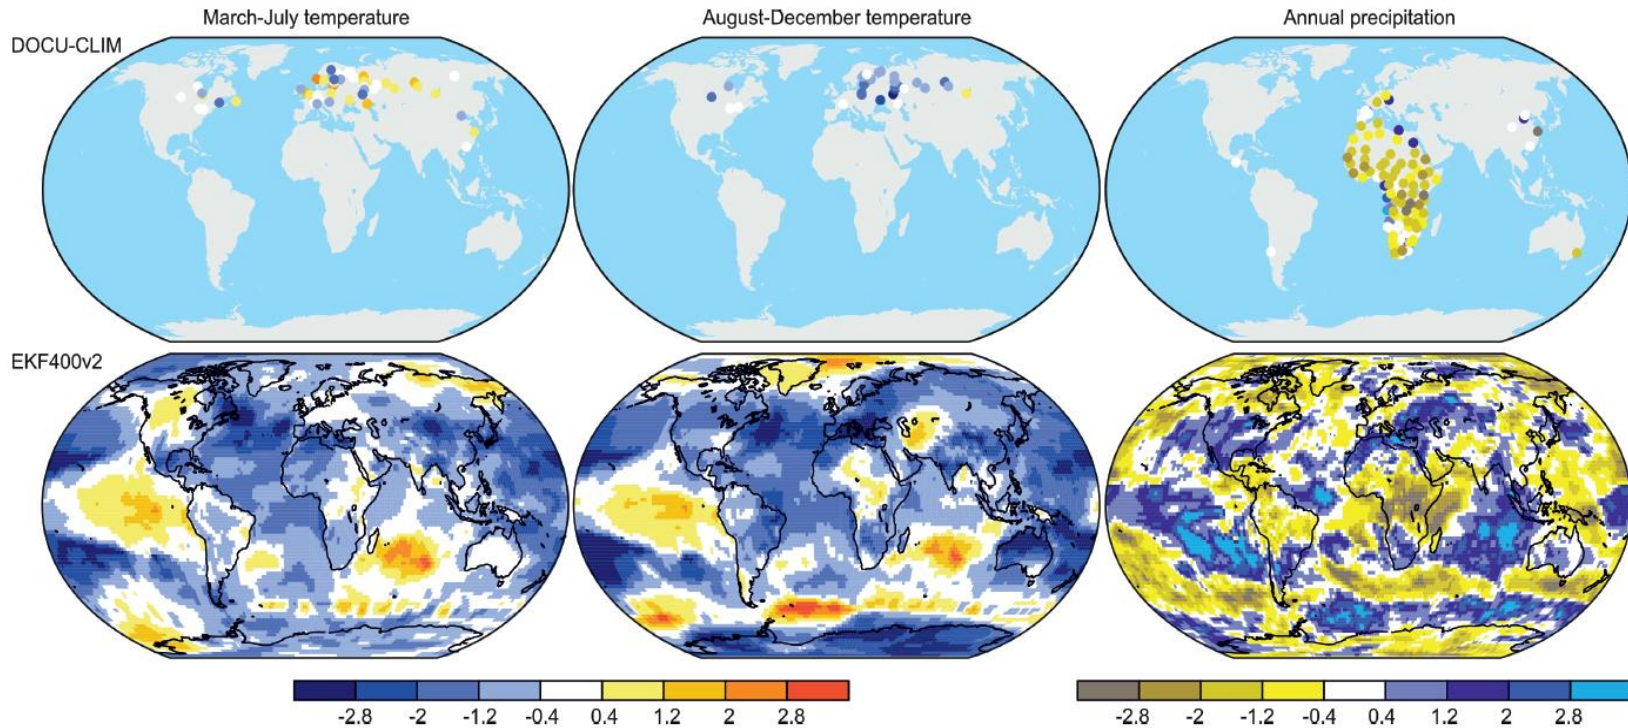 March-July temperature
August-December temperature
Annual precipitation
DOCU-CLIM
EKF400v2
-2.8 -2 -1.2 -0.4 0.4 1.2 2 2.8
-2.8 -2 -1.2 -0.4 0.4 1.2 2 2.8